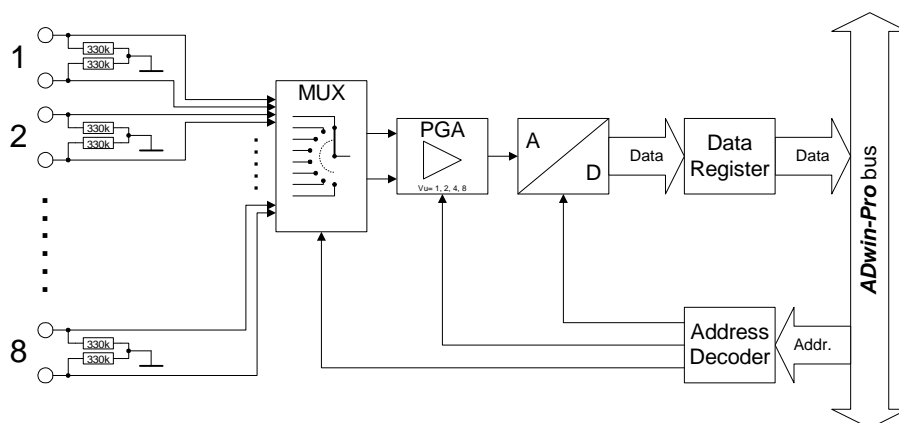 1
330k
330k
2
330k
330k
8
330k
330k
MUX
PGA
Vu= 1, 2, 4, 8
A
D
Data
Data
Register
Data
Address
Decoder
Addr.
ADwin-Pro bus